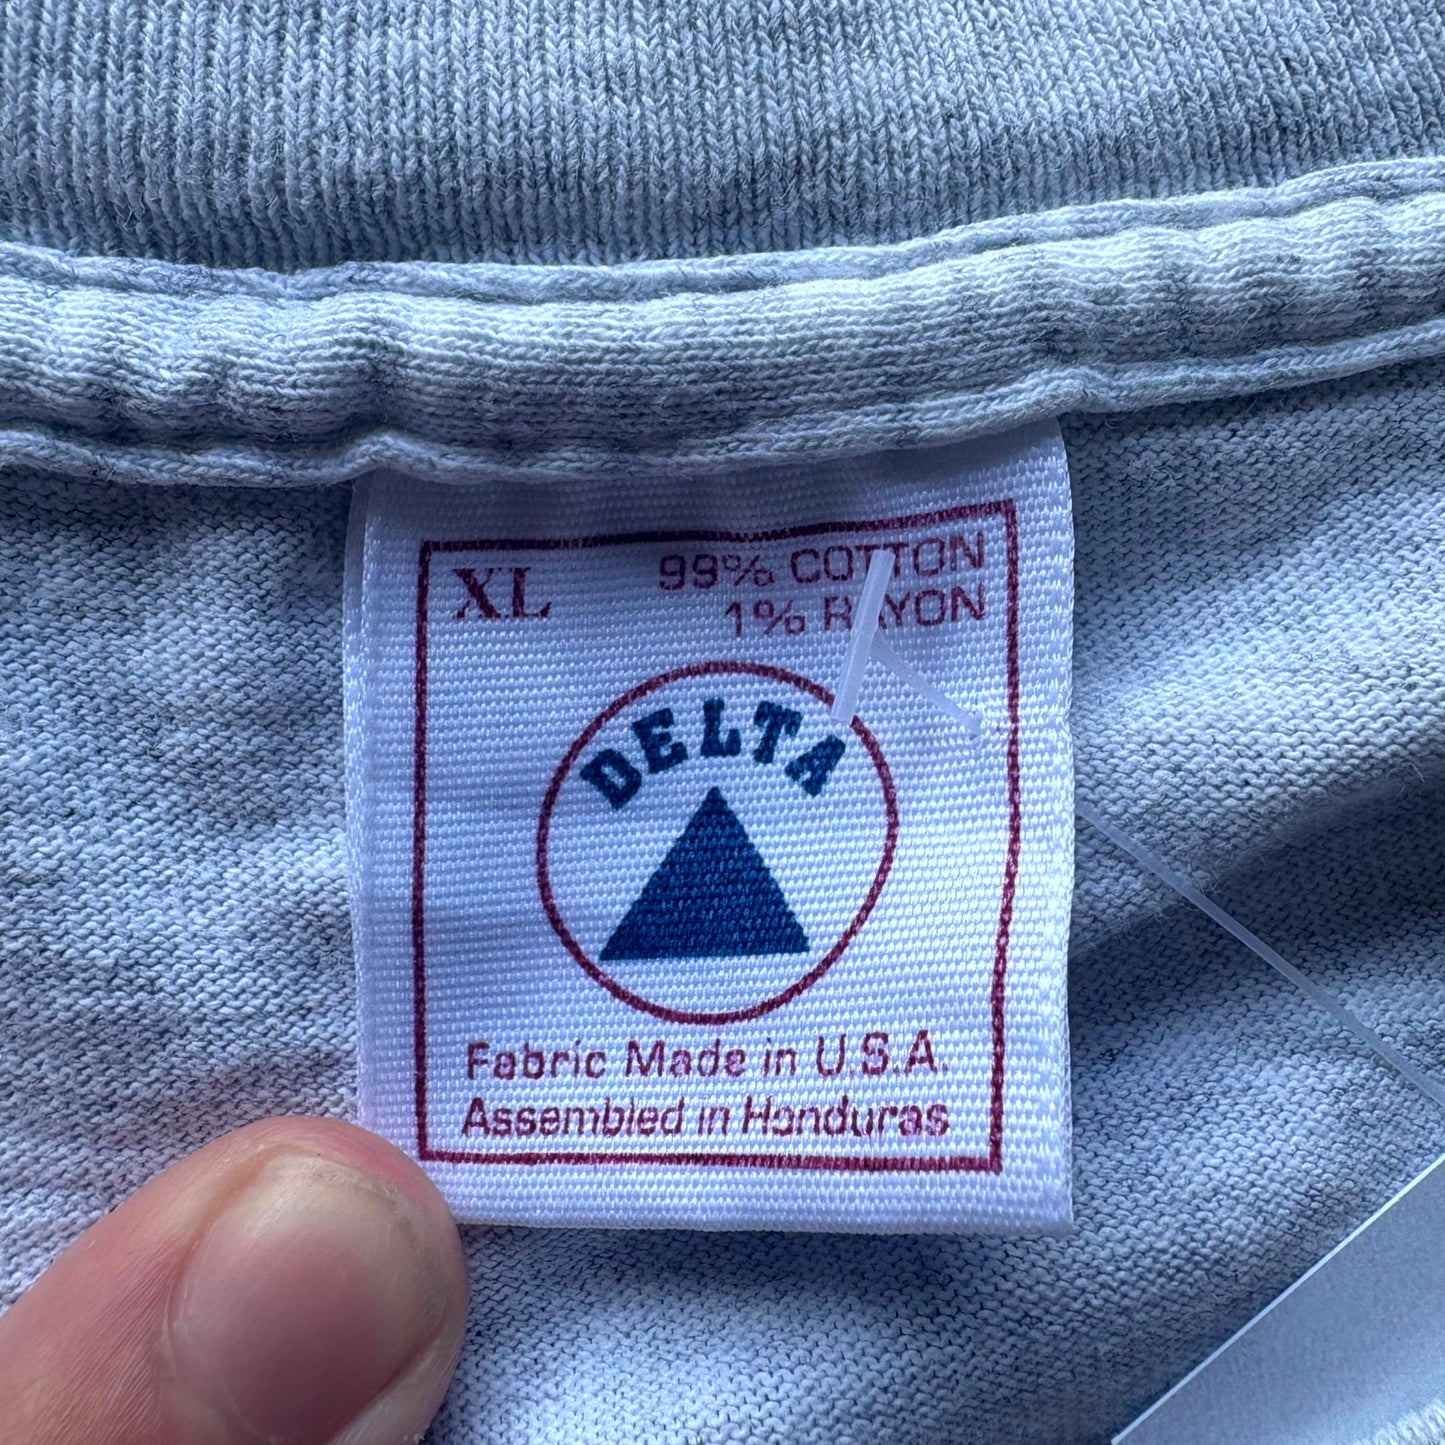 XL
99% COTTON
1% RAYON
DELTA
Fabric Made in U.S.A.
Assembled in Honduras